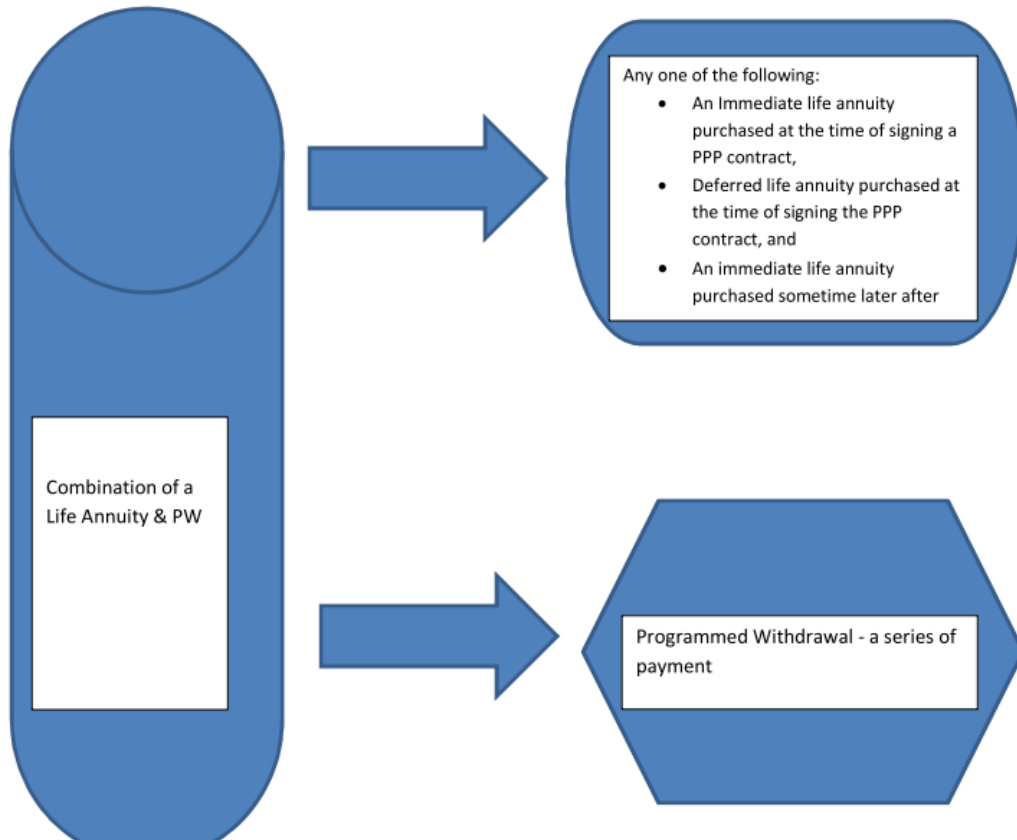 Any one of the following:
• An Immediate life annuity
purchased at the time of signing a
PPP contract,
• Deferred life annuity purchased at
the time of signing the PPP
contract, and
• An immediate life annuity
purchased sometime later after
Combination of a
Life Annuity & PW
Programmed Withdrawal - a series of
payment